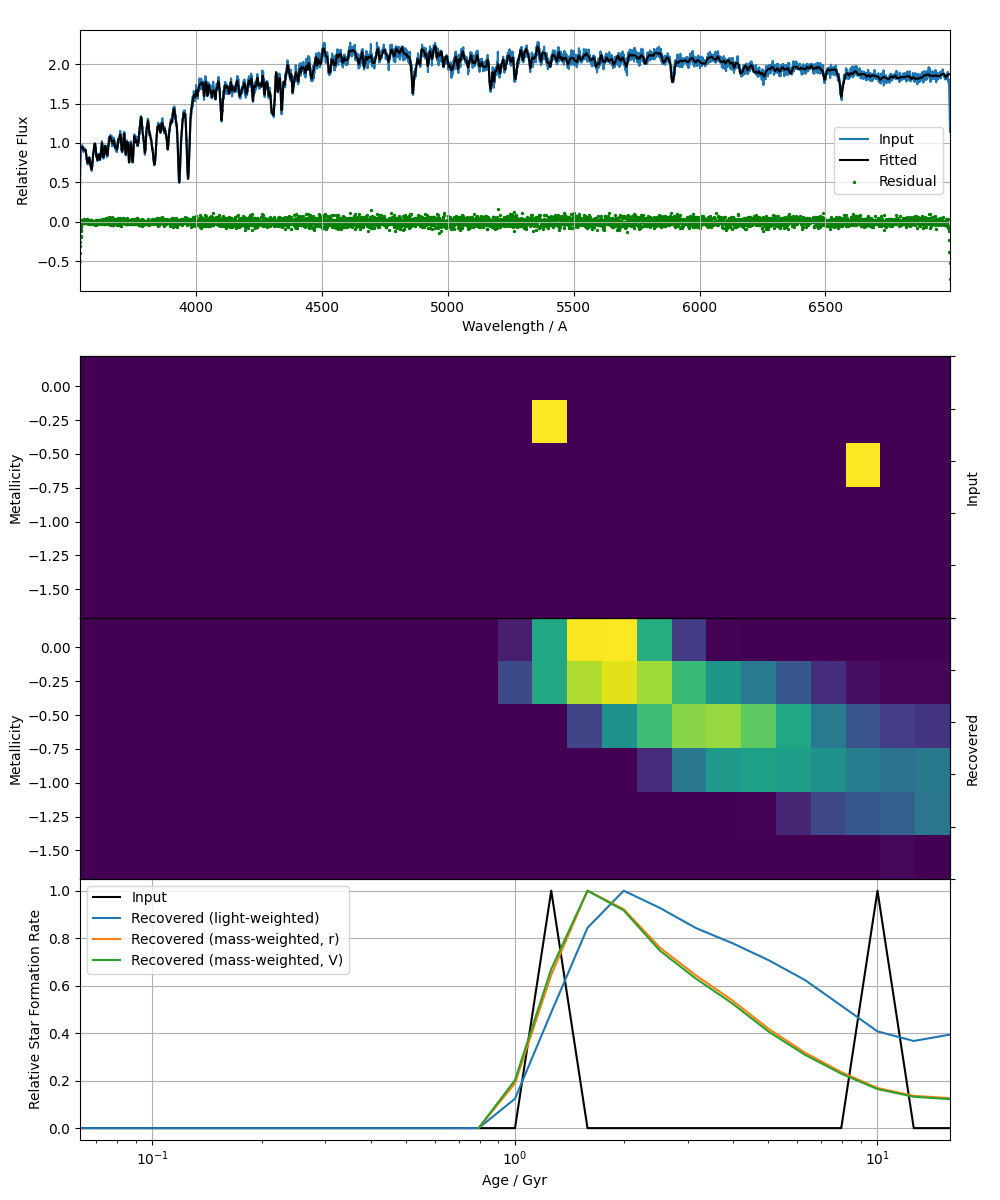 2.0
1.5
1.0
0.5
0.0
−0.5
Relative Flux
Input
Fitted
Residual
4000
4500
5000
5500
6000
6500
Wavelength / A
0.00
−0.25
−0.50
−0.75
−1.00
−1.25
−1.50
Metallicity
Input
0.00
−0.25
−0.50
−0.75
−1.00
−1.25
−1.50
Metallicity
Recovered
1.0
0.8
0.6
0.4
0.2
0.0
Relative Star Formation Rate
Input
Recovered (light-weighted)
Recovered (mass-weighted, r)
Recovered (mass-weighted, V)
10⁻¹
10⁰
10¹
Age / Gyr